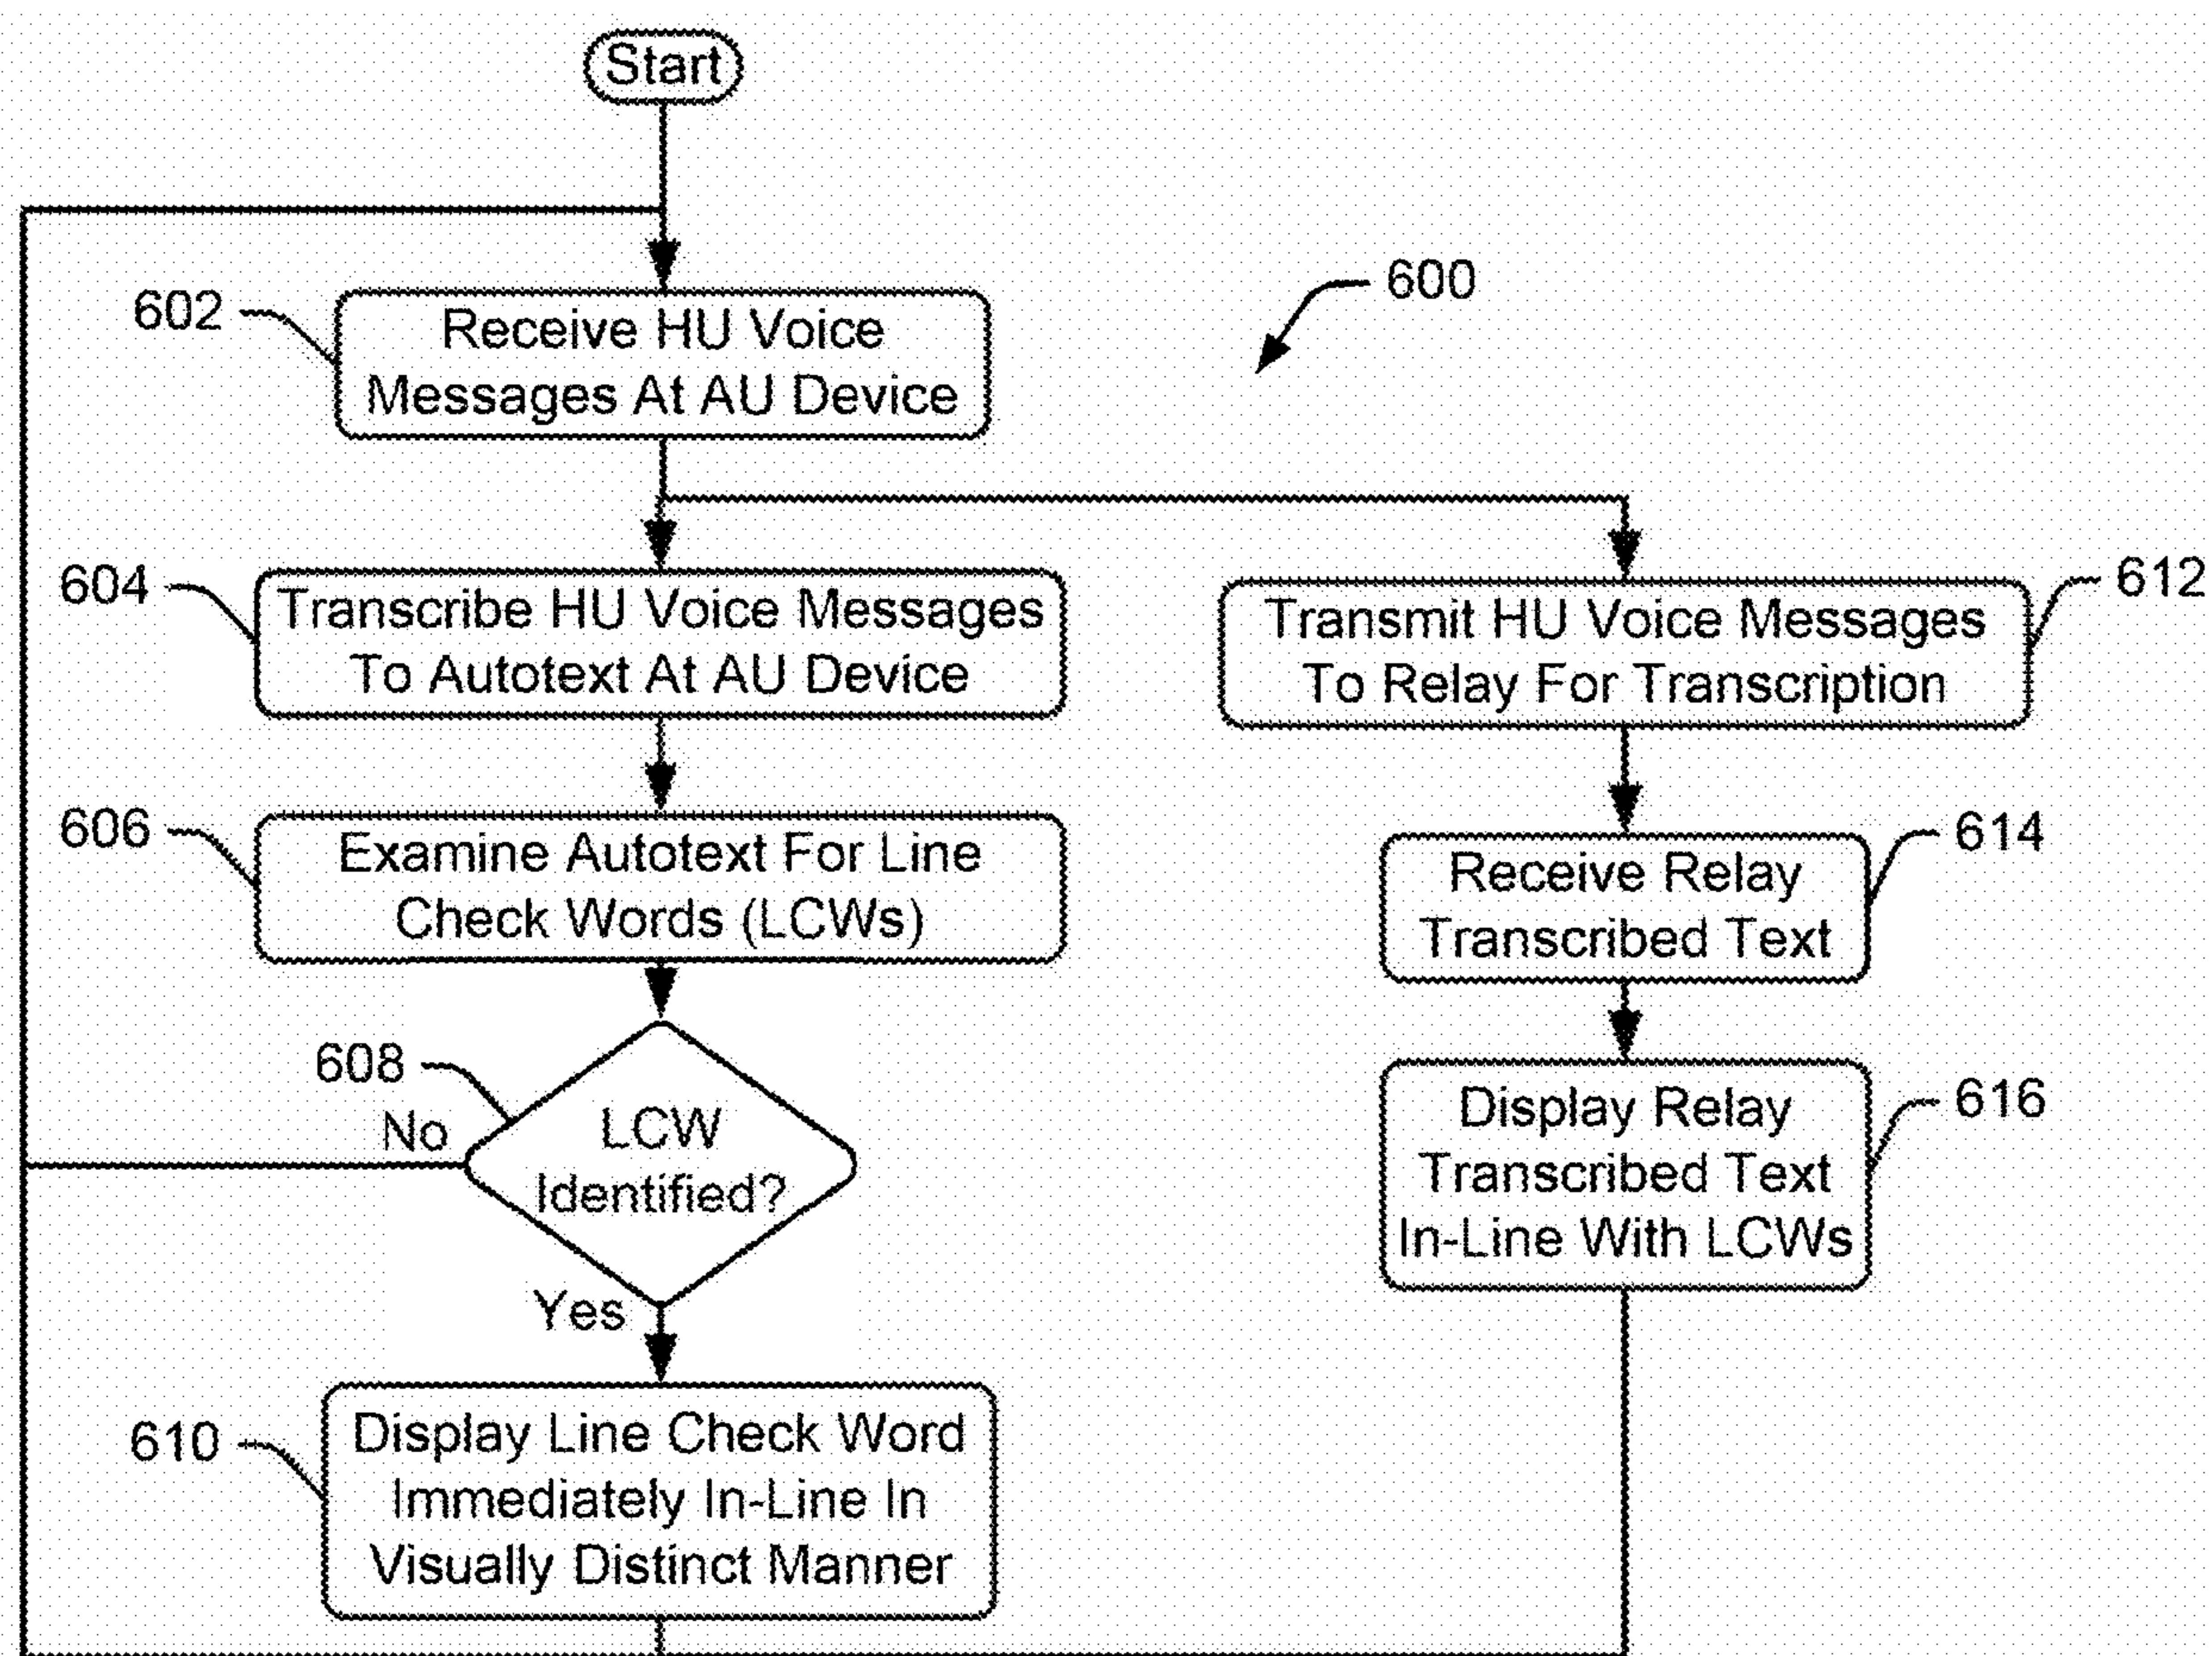 Start
600
602
Receive HU Voice
Messages At AU Device
604
Transcribe HU Voice Messages
To Autotext At AU Device
612
Transmit HU Voice Messages
To Relay For Transcription
606
Examine Autotext For Line
Check Words (LCWs)
614
Receive Relay
Transcribed Text
608
No
LCW
Identified?
Yes
616
Display Relay
Transcribed Text
In-Line With LCWs
610
Display Line Check Word
Immediately In-Line In
Visually Distinct Manner